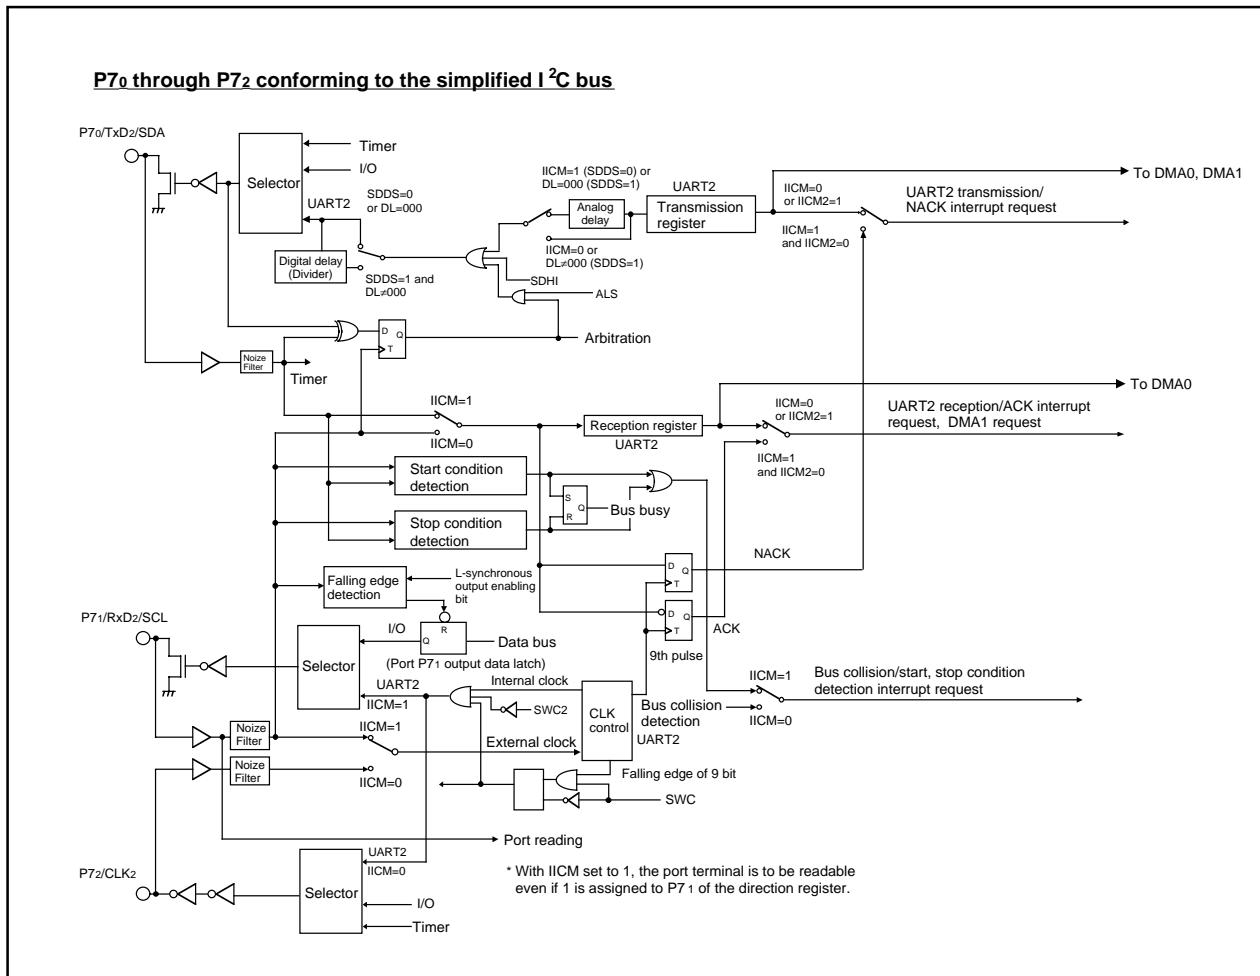 P70 through P72 conforming to the simplified I2C bus
P70/TxD2/SDA
Selector
Timer
I/O
UART2
SDDS=0
or DL=000
Digital delay
(Divider)
SDDS=1 and
DL≠000
IICM=1 (SDDS=0) or
DL=000 (SDDS=1)
Analog
delay
IICM=0 or
DL≠000 (SDDS=1)
SDHI
ALS
UART2
Transmission
register
To DMA0, DMA1
IICM=0
or IICM2=1
UART2 transmission/
NACK interrupt request
IICM=1
and IICM2=0
D
Q
T
Arbitration
Noize
Filter
Timer
IICM=1
IICM=0
Reception register
UART2
To DMA0
IICM=0
or IICM2=1
UART2 reception/ACK interrupt
request, DMA1 request
IICM=1
and IICM2=0
Start condition
detection
Stop condition
detection
S
Q
R
Bus busy
NACK
D
Q
T
D
Q
T
ACK
9th pulse
Falling edge
detection
L-synchronous
output enabling
bit
P71/RxD2/SCL
Selector
I/O
R
Q
Data bus
(Port P71 output data latch)
UART2
IICM=1
Internal clock
SWC2
CLK
control
UART2
Bus collision
detection
IICM=1
IICM=0
Bus collision/start, stop condition
detection interrupt request
Noize
Filter
IICM=1
External clock
Noize
Filter
IICM=0
Falling edge of 9 bit
SWC
Port reading
P72/CLK2
Selector
UART2
IICM=0
I/O
Timer
* With IICM set to 1, the port terminal is to be readable
even if 1 is assigned to P71 of the direction register.